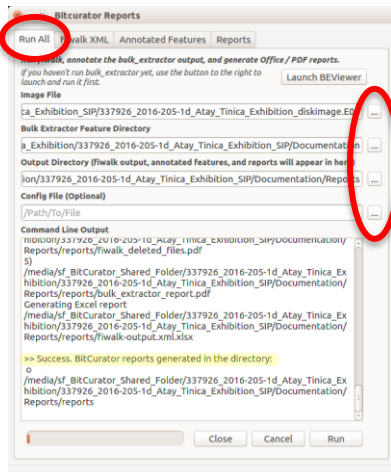 Bitcurator Reports
Run All Fiwalk XML Annotated Features Reports
Run fiwalk, annotate the bulk_extractor output, and generate Office / PDF reports.
If you haven't run bulk_extractor yet, use the button to the right to
launch and run it first.
Launch BEViewer
Image File
ca_Exhibition_SIP/337926_2016-205-1d_Atay_Tinica_Exhibition_diskimage.E0
...
Bulk Extractor Feature Directory
a_Exhibition/337926_2016-205-1d_Atay_Tinica_Exhibition_SIP/Documentation
...
Output Directory (fiwalk output, annotated features, and reports will appear in here)
ion/337926_2016-205-1d_Atay_Tinica_Exhibition_SIP/Documentation/Reports
...
Config File (Optional)
/Path/To/File
...
Command Line Output
hibition/337926_2016-205-1d_Atay_Tinica_Exhibition_SIP/Documentation/
Reports/reports/fiwalk_deleted_files.pdf
5)
/media/sf_BitCurator_Shared_Folder/337926_2016-205-1d_Atay_Tinica_Ex
hibition/337926_2016-205-1d_Atay_Tinica_Exhibition_SIP/Documentation/
Reports/reports/bulk_extractor_report.pdf
Generating Excel report
/media/sf_BitCurator_Shared_Folder/337926_2016-205-1d_Atay_Tinica_Ex
hibition/337926_2016-205-1d_Atay_Tinica_Exhibition_SIP/Documentation/
Reports/reports/fiwalk-output.xml.xlsx
>> Success. BitCurator reports generated in the directory:
o
/media/sf_BitCurator_Shared_Folder/337926_2016-205-1d_Atay_Tinica_Ex
hibition/337926_2016-205-1d_Atay_Tinica_Exhibition_SIP/Documentation/
Reports/reports
Close Cancel Run